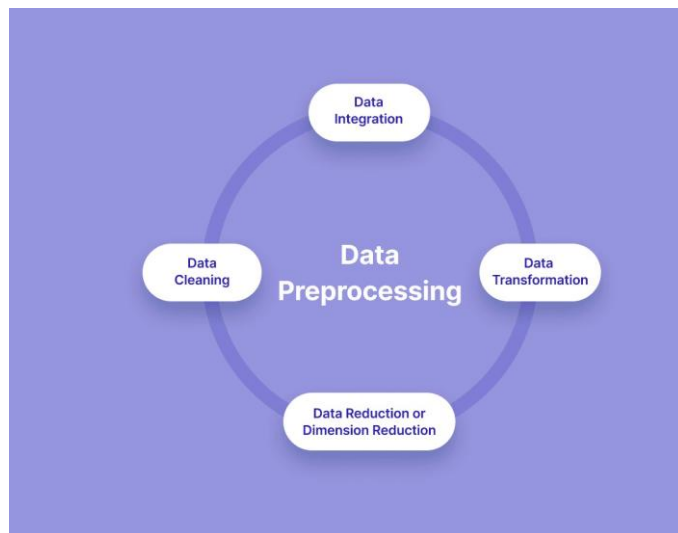 Data
Integration
Data
Cleaning
Data
Preprocessing
Data
Transformation
Data Reduction or
Dimension Reduction